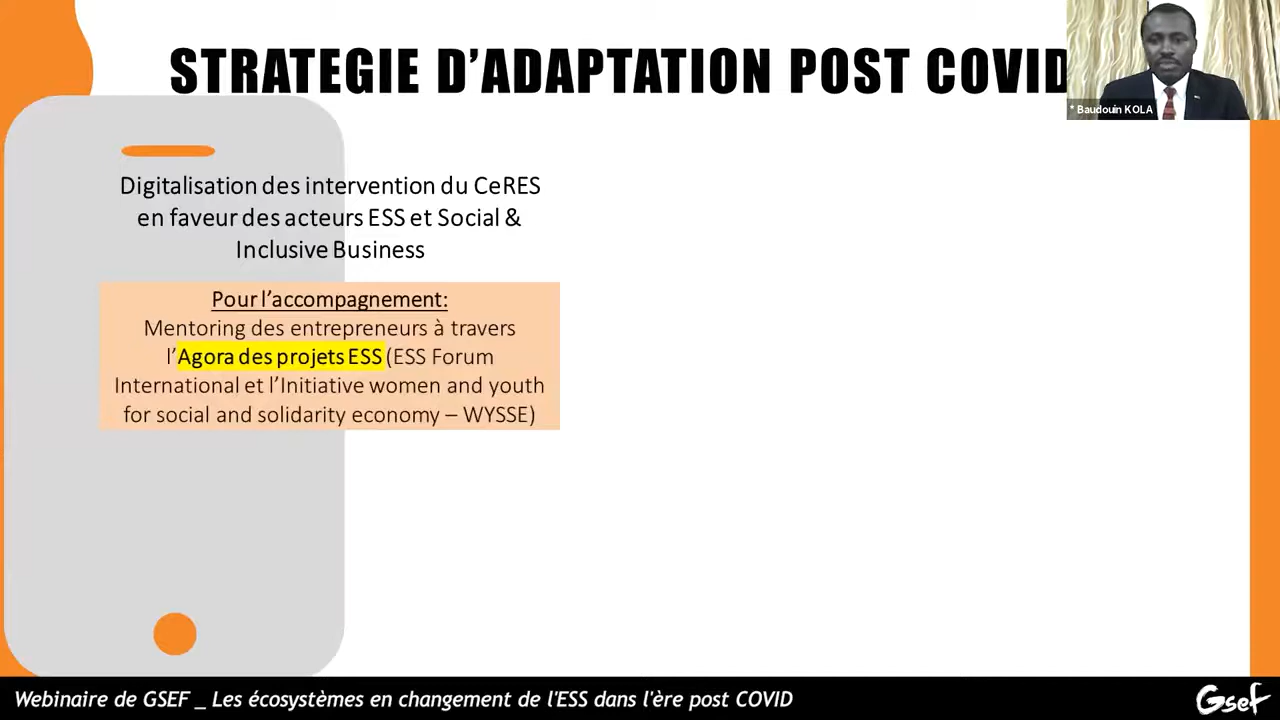 STRATEGIE D’ADAPTATION POST COVID
* Baudouin KOLA
Digitalisation des intervention du CeRES
en faveur des acteurs ESS et Social &
Inclusive Business
Pour l’accompagnement:
Mentoring des entrepreneurs à travers
l’Agora des projets ESS (ESS Forum
International et l’Initiative women and youth
for social and solidarity economy – WYSSE)
Webinaire de GSEF _ Les écosystèmes en changement de l'ESS dans l'ère post COVID
Gsef